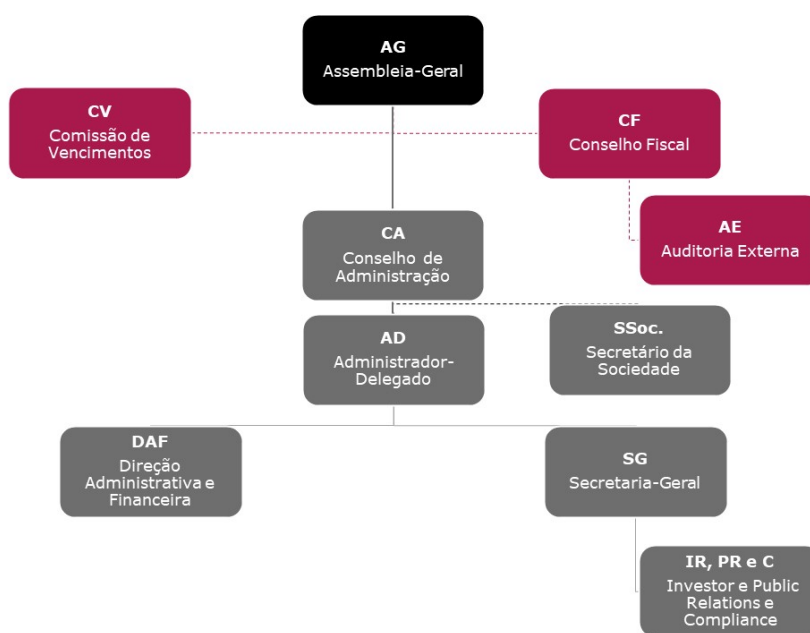 AG
Assembleia-Geral
CV
Comissão de
Vencimentos
CF
Conselho Fiscal
AE
Auditoria Externa
CA
Conselho de
Administração
SSoc.
Secretário da
Sociedade
AD
Administrador-
Delegado
DAF
Direção
Administrativa e
Financeira
SG
Secretaria-Geral
IR, PR e C
Investor e Public
Relations e
Compliance